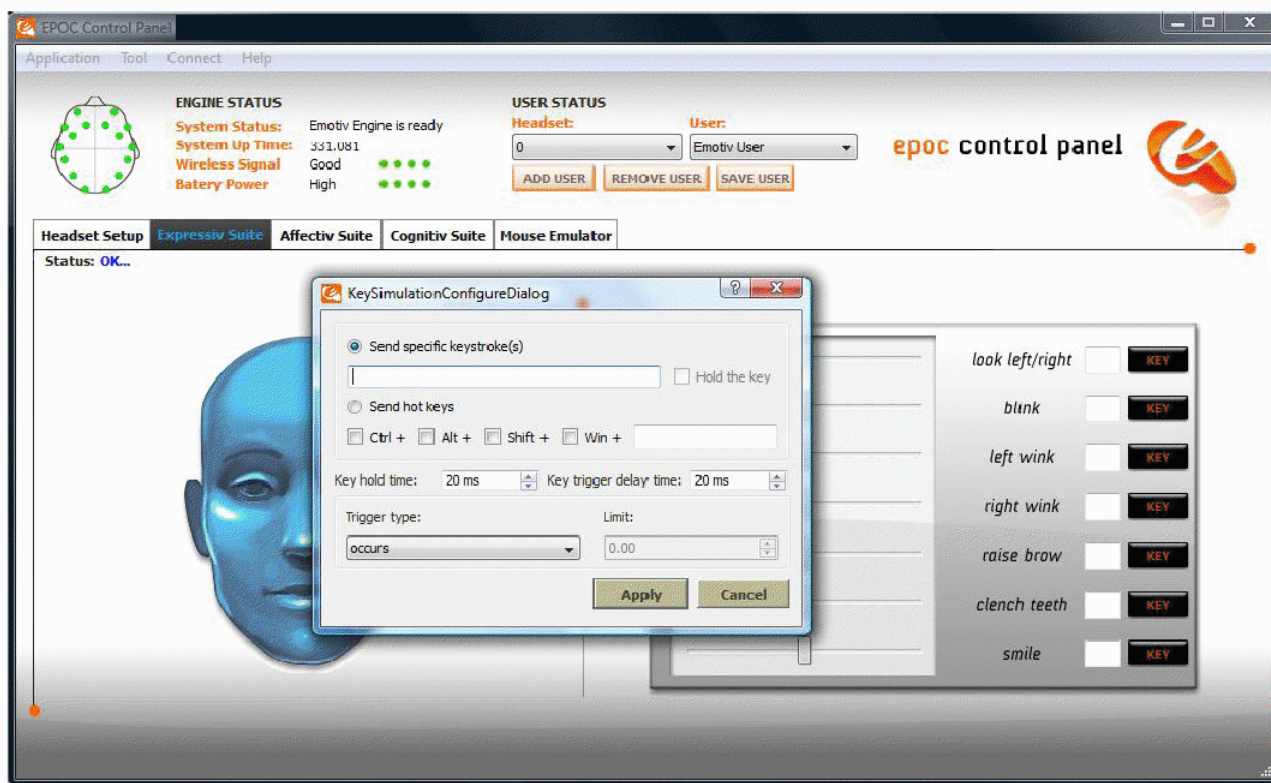 EPOC Control Panel
Application Tool Connect Help
ENGINE STATUS
System Status: Emotiv Engine is ready
System Up Time: 331.081
Wireless Signal Good
Batery Power High
USER STATUS
Headset: User:
0 Emotiv User
ADD USER REMOVE USER SAVE USER
epoc control panel
Headset Setup Expressiv Suite Affectiv Suite Cognitiv Suite Mouse Emulator
Status: OK...
KeySimulationConfigureDialog
Send specific keystroke(s)
Hold the key
Send hot keys
Ctrl + Alt + Shift + Win +
Key hold time: 20 ms Key trigger delay time: 20 ms
Trigger type: Limit:
occurs 0.00
Apply Cancel
look left/right KEY
blink KEY
left wink KEY
right wink KEY
raise brow KEY
clench teeth KEY
smile KEY